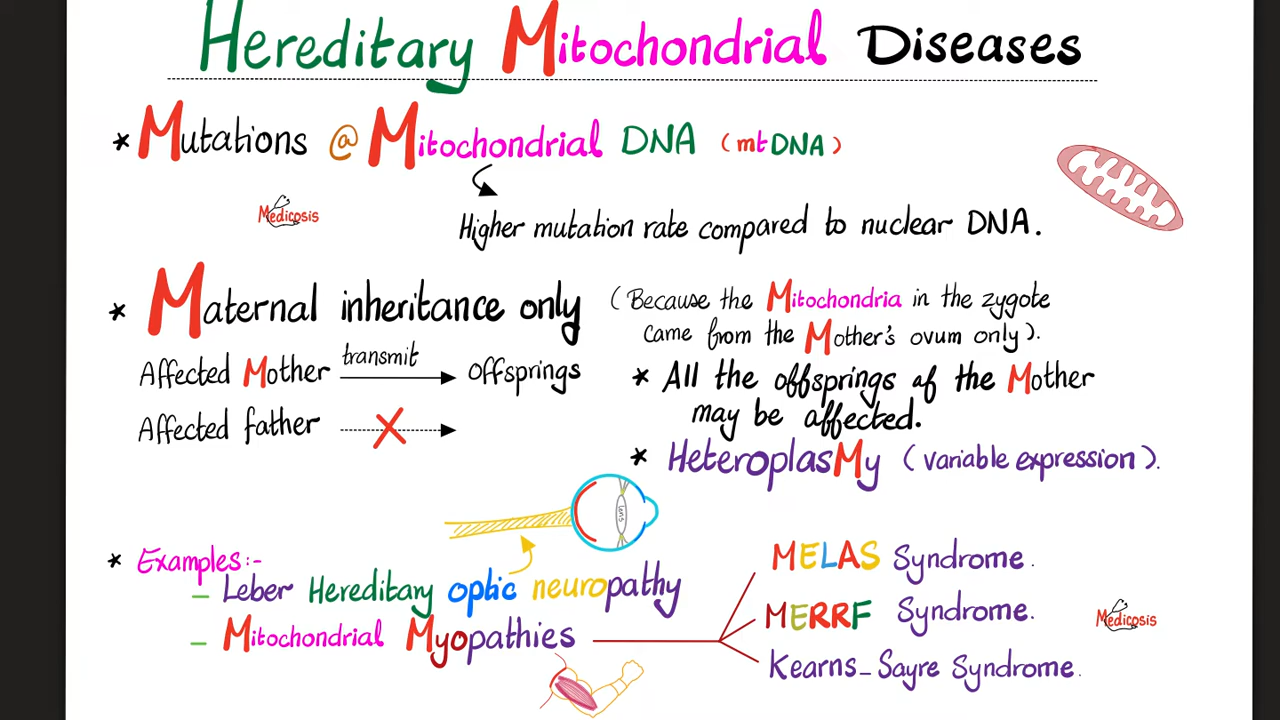 Hereditary Mitochondrial Diseases
* Mutations @ Mitochondrial DNA (mtDNA)
Medicosis
Higher mutation rate compared to nuclear DNA.
* Maternal inheritance only
(Because the Mitochondria in the zygote
came from the Mother's ovum only).
Affected Mother transmit offsprings
Affected father X
* All the offsprings of the Mother
may be affected.
* HeteroplasMy (variable expression).
Lens
* Examples:-
– Leber Hereditary optic neuropathy
– Mitochondrial Myopathies
MELAS Syndrome.
MERRF Syndrome.
Kearns-Sayre Syndrome.
Medicosis